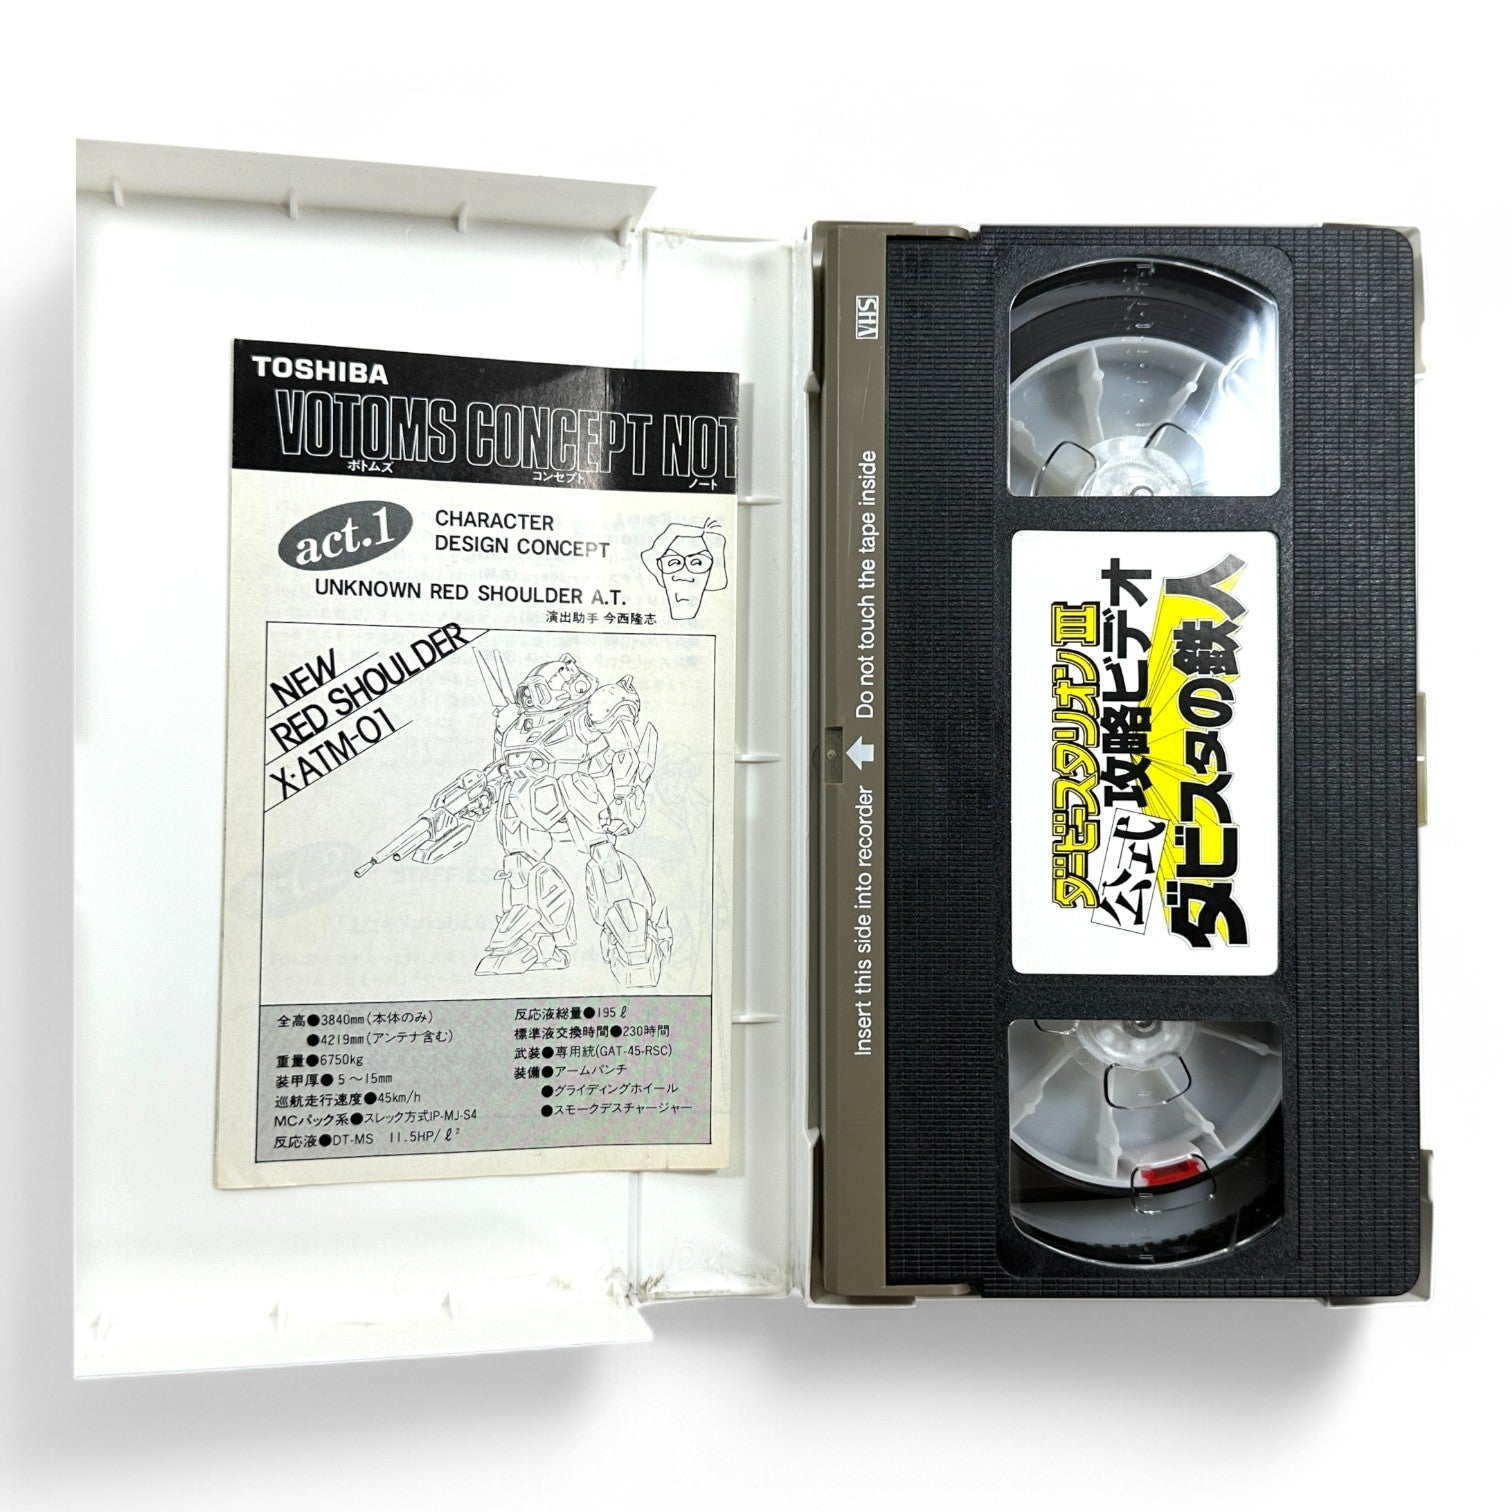 TOSHIBA
VOTOMS CONCEPT NOT
ボトムズ コンセプト ノート
act.1
CHARACTER
DESIGN CONCEPT
UNKNOWN RED SHOULDER A.T.
演出助手 今西隆志
NEW
RED SHOULDER
X·ATM-01
全高●3840mm(本体のみ)
●4219mm(アンテナ含む)
重量●6750kg
装甲厚●5〜15mm
巡航走行速度●45km/h
MCパック系●スレック方式IP-MJ-S4
反応液●DT-MS 11.5HP/ℓ²
反応液総量●195ℓ
標準液交換時間●230時間
武装●専用銃(GAT-45-RSC)
装備●アームパンチ
●グライディングホイール
●スモークデスチャージャー
VHS
Insert this side into recorder Do not touch the tape inside
ダービースタリオンIII
公式 攻略ビデオ
ダビスタの鉄人